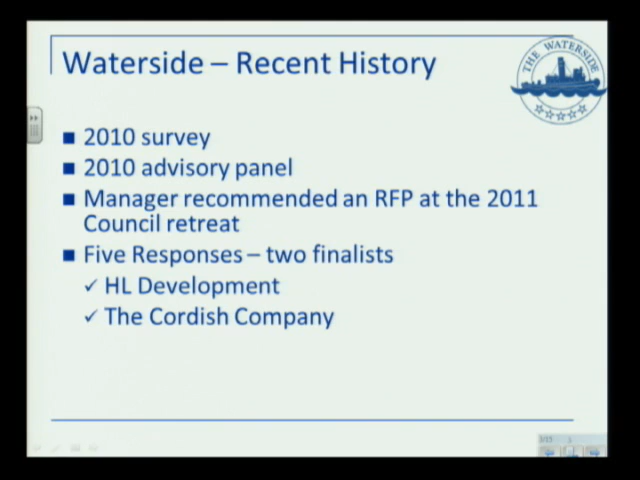 Waterside – Recent History
THE WATERSIDE
■ 2010 survey
■ 2010 advisory panel
■ Manager recommended an RFP at the 2011
Council retreat
■ Five Responses – two finalists
✓ HL Development
✓ The Cordish Company